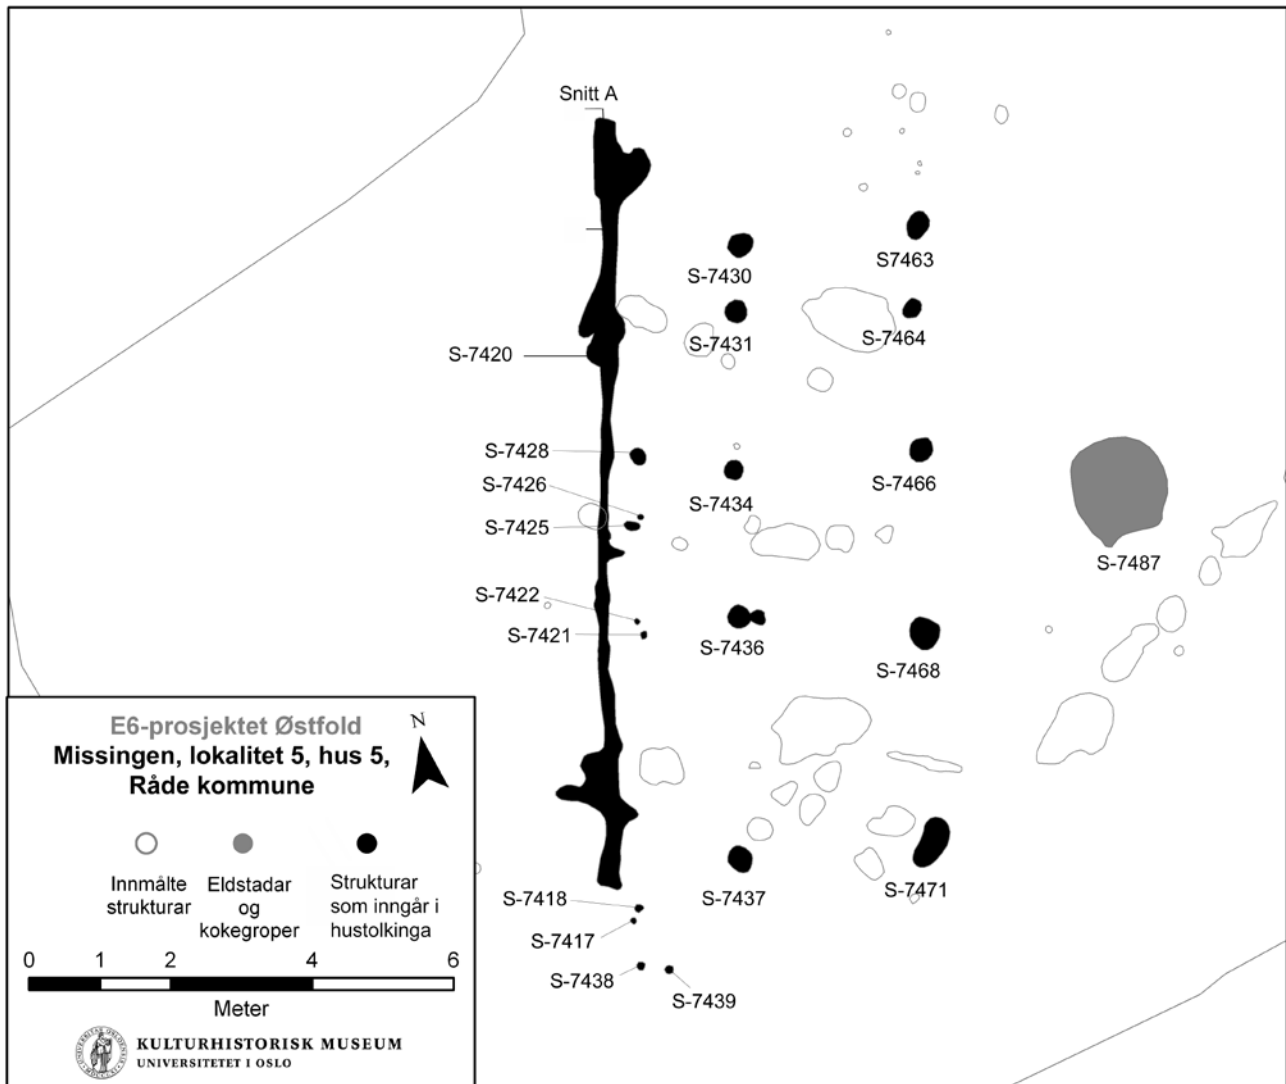 Snitt A
S-7430
S7463
S-7431
S-7464
S-7420
S-7428
S-7426
S-7434
S-7466
S-7425
S-7487
S-7422
S-7421
S-7436
S-7468
S-7418
S-7437
S-7471
S-7417
S-7438
S-7439
E6-prosjektet Østfold
N
Missingen, lokalitet 5, hus 5,
Råde kommune
Innmålte
strukturar
Eldstadar
og
kokegroper
Strukturar
som inngår i
hustolkinga
0 1 2 4 6
Meter
KULTURHISTORISK MUSEUM
UNIVERSITETET I OSLO